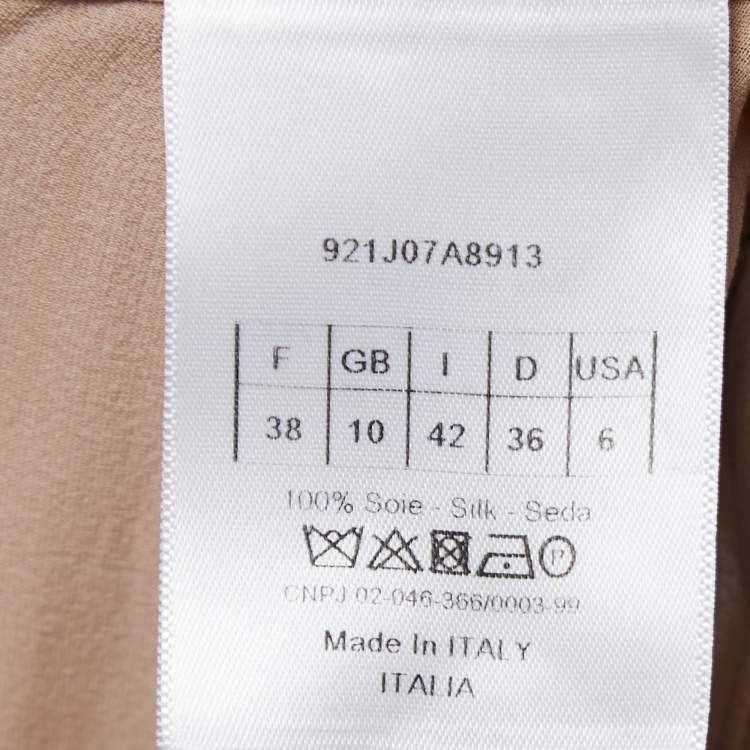 921J07A8913
F GB I D USA
38 10 42 36 6
100% Soie - Silk - Seda
P
CNPJ 02-046-366/0003-99
Made In ITALY
ITALIA